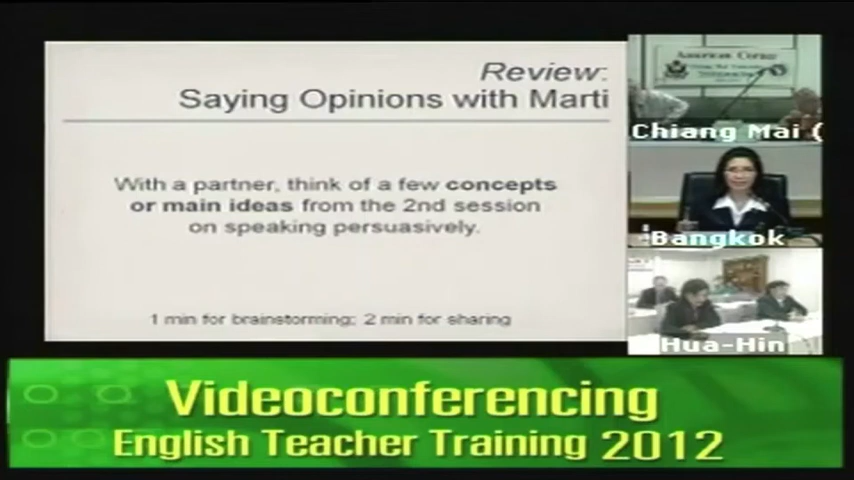 Review:
Saying Opinions with Marti
With a partner, think of a few concepts
or main ideas from the 2nd session
on speaking persuasively.
1 min for brainstorming; 2 min for sharing
American Corner
Chiang Mai (
Bangkok
Hua-Hin
Videoconferencing
English Teacher Training 2012